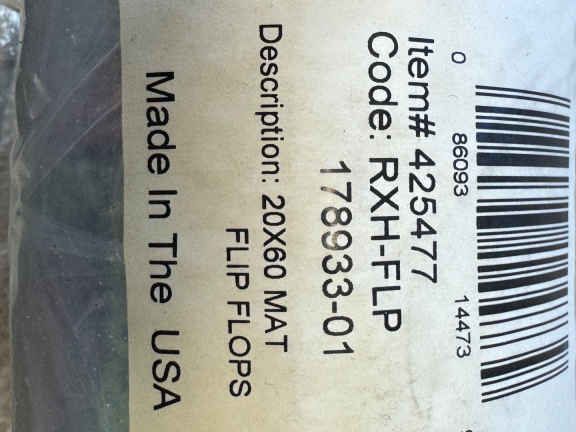 0 86093 14473
Item# 425477
Code: RXH-FLP
178933-01
Description: 20X60 MAT
FLIP FLOPS
Made In The USA